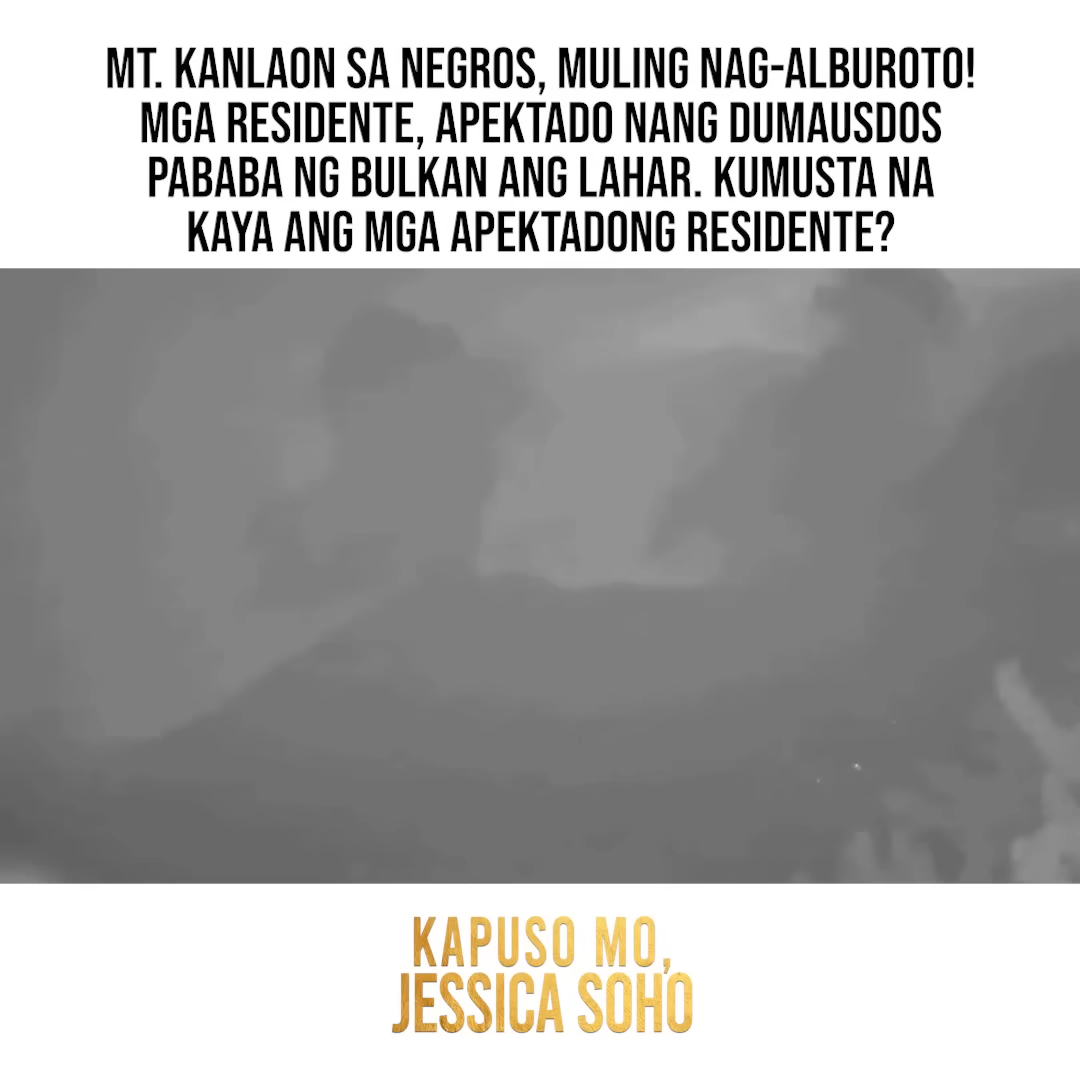 MT. KANLAON SA NEGROS, MULING NAG-ALBUROTO!
MGA RESIDENTE, APEKTADO NANG DUMAUSDOS
PABABA NG BULKAN ANG LAHAR. KUMUSTA NA
KAYA ANG MGA APEKTADONG RESIDENTE?
KAPUSO MO,
JESSICA SOHO